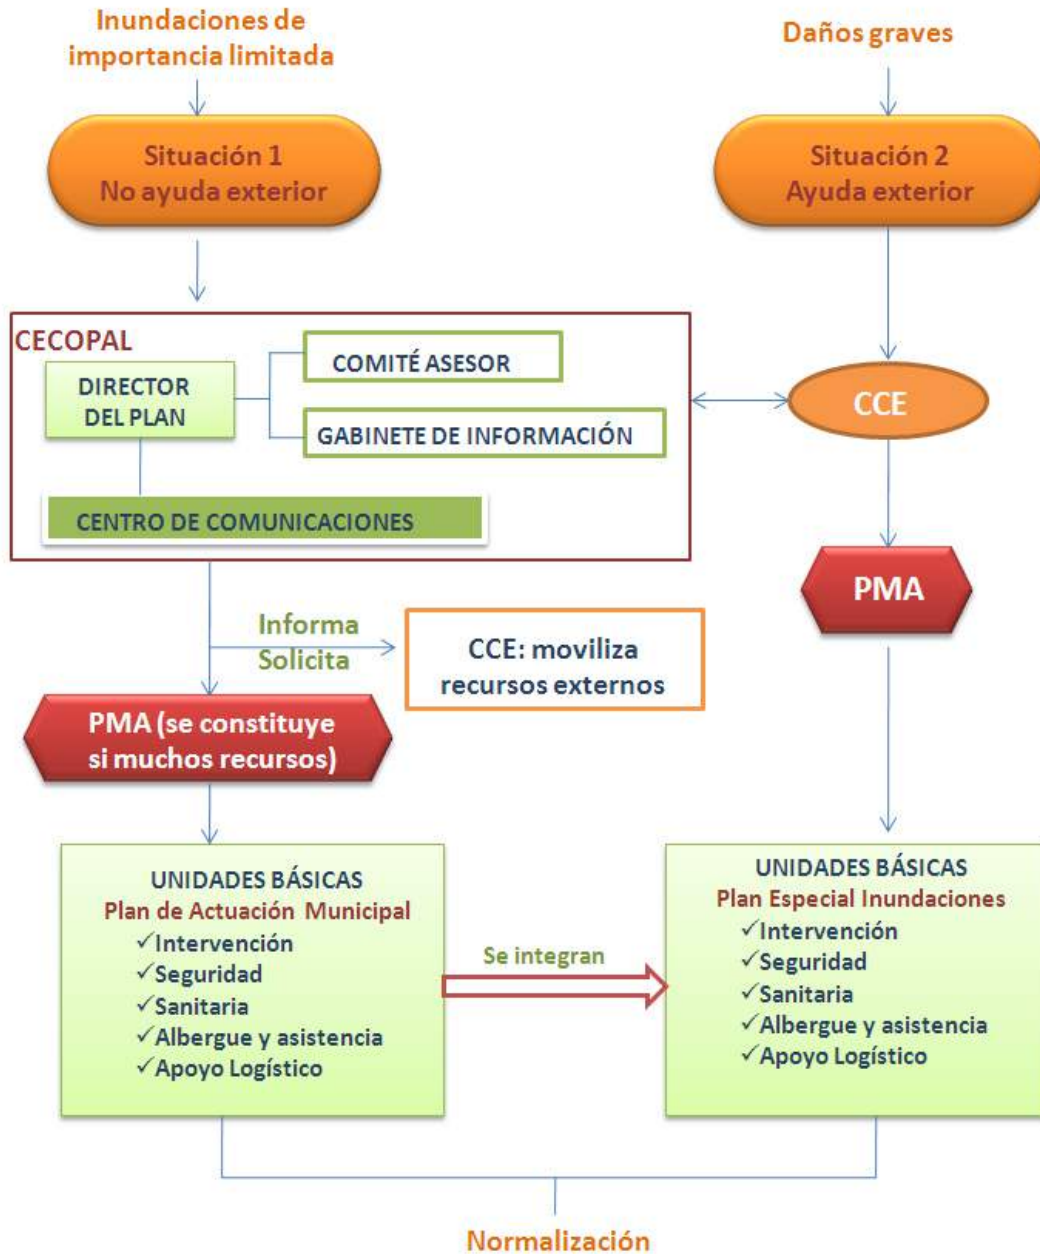 Inundaciones de
importancia limitada
Daños graves
Situación 1
No ayuda exterior
Situación 2
Ayuda exterior
CECOPAL
DIRECTOR
DEL PLAN
COMITÉ ASESOR
GABINETE DE INFORMACIÓN
CENTRO DE COMUNICACIONES
CCE
PMA
Informa
Solicita
CCE: moviliza
recursos externos
PMA (se constituye
si muchos recursos)
UNIDADES BÁSICAS
Plan de Actuación Municipal
✓Intervención
✓Seguridad
✓Sanitaria
✓Albergue y asistencia
✓Apoyo Logístico
Se integran
UNIDADES BÁSICAS
Plan Especial Inundaciones
✓Intervención
✓Seguridad
✓Sanitaria
✓Albergue y asistencia
✓Apoyo Logístico
Normalización